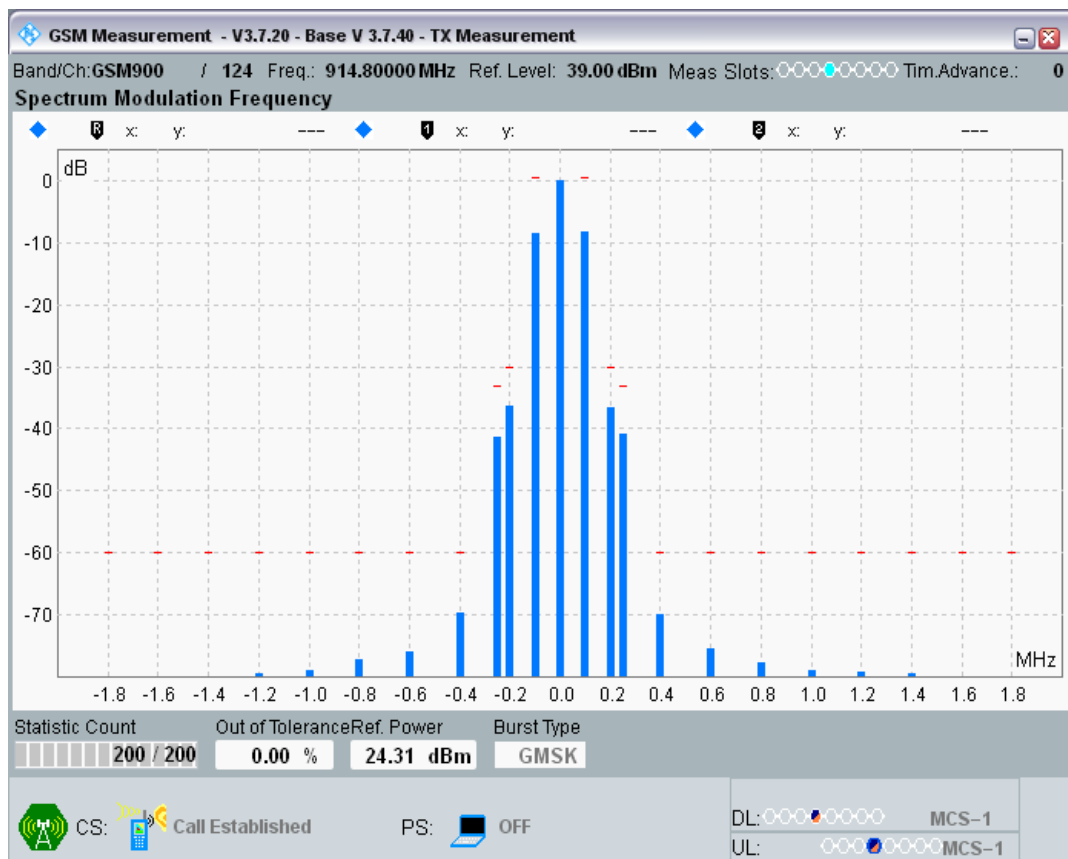 GSM Measurement - V3.7.20 - Base V 3.7.40 - TX Measurement
Band/Ch:GSM900 / 124 Freq.: 914.80000 MHz Ref. Level: 39.00 dBm Meas Slots: Tim.Advance.: 0
Spectrum Modulation Frequency
R x: y: --- 1 x: y: --- 2 x: y: ---
dB
0
-10
-20
-30
-40
-50
-60
-70
MHz
-1.8 -1.6 -1.4 -1.2 -1.0 -0.8 -0.6 -0.4 -0.2 0.0 0.2 0.4 0.6 0.8 1.0 1.2 1.4 1.6 1.8
Statistic Count Out of Tolerance Ref. Power Burst Type
200 / 200 0.00 % 24.31 dBm GMSK
CS: Call Established PS: OFF
DL: MCS-1
UL: MCS-1